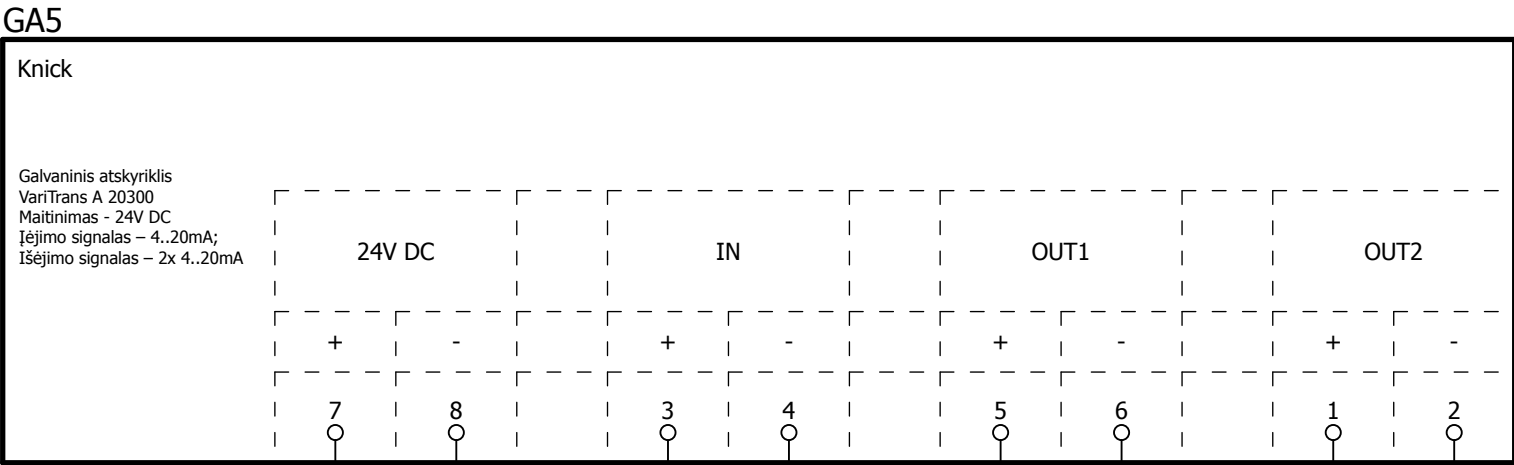 GA5
Knick
Galvaninis atskyriklis
VariTrans A 20300
Maitinimas - 24V DC
Įėjimo signalas – 4..20mA;
Išėjimo signalas – 2x 4..20mA
24V DC IN OUT1 OUT2
+ - + - + - + -
7 8 3 4 5 6 1 2